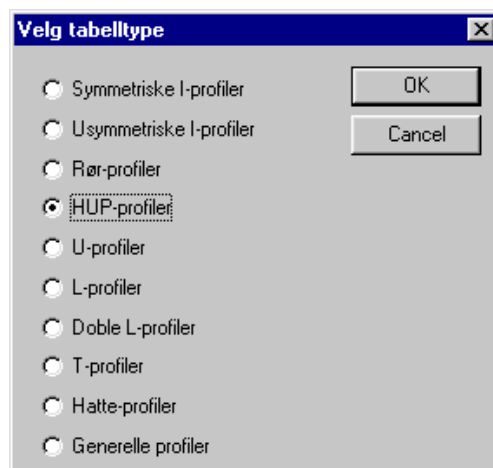 Velg tabelltype
Symmetriske I-profiler
OK
Usymmetriske I-profiler
Cancel
Rør-profiler
HUP-profiler
U-profiler
L-profiler
Doble L-profiler
T-profiler
Hatte-profiler
Generelle profiler